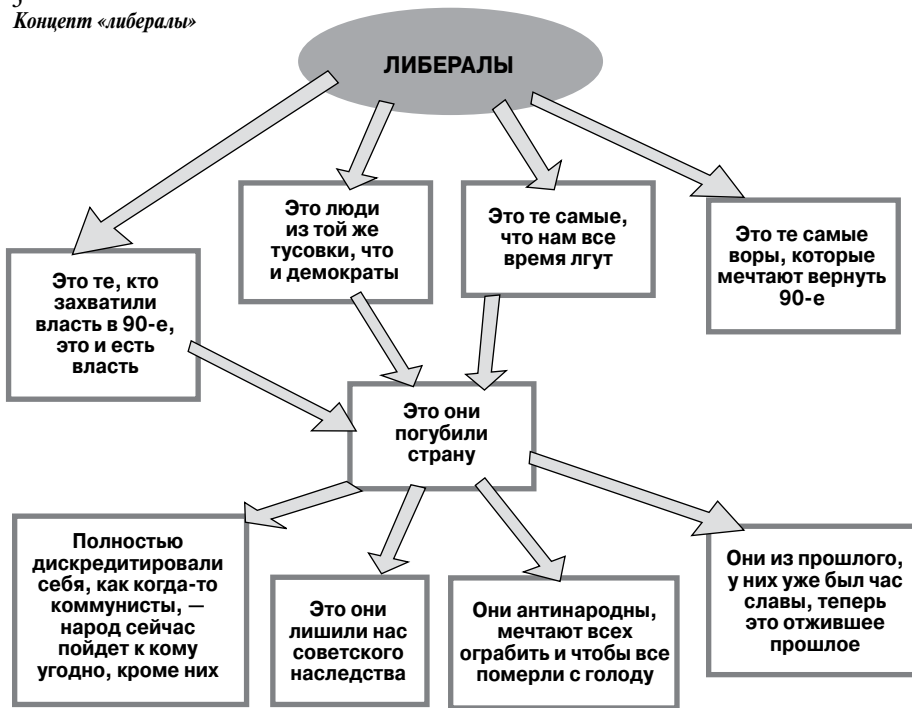 Концепт «либералы»
ЛИБЕРАЛЫ
Это те, кто
захватили
власть в 90-е,
это и есть
власть
Это люди
из той же
тусовки, что
и демократы
Это те самые,
что нам все
время лгут
Это те самые
воры, которые
мечтают вернуть
90-е
Это они
погубили
страну
Полностью
дискредитировали
себя, как когда-то
коммунисты, —
народ сейчас
пойдет к кому
угодно, кроме них
Это они
лишили нас
советского
наследства
Они антинародны,
мечтают всех
ограбить и чтобы все
померли с голоду
Они из прошлого,
у них уже был час
славы, теперь
это отжившее
прошлое